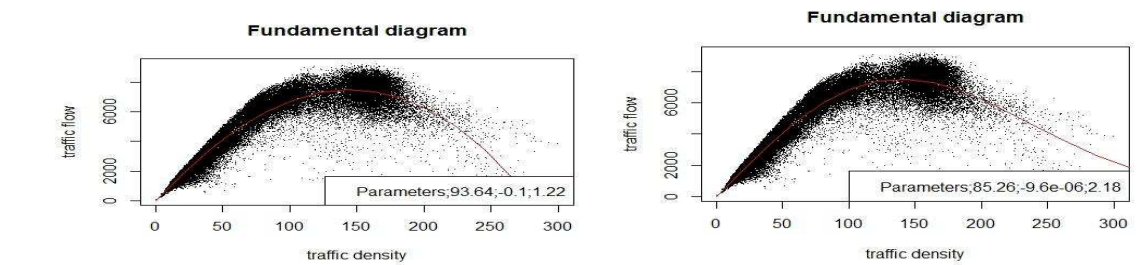 Fundamental diagram
traffic flow
6000
2000
0
Parameters;93.64;-0.1;1.22
0 50 100 150 200 250 300
traffic density
Fundamental diagram
traffic flow
6000
2000
0
Parameters;85.26;-9.6e-06;2.18
0 50 100 150 200 250 300
traffic density